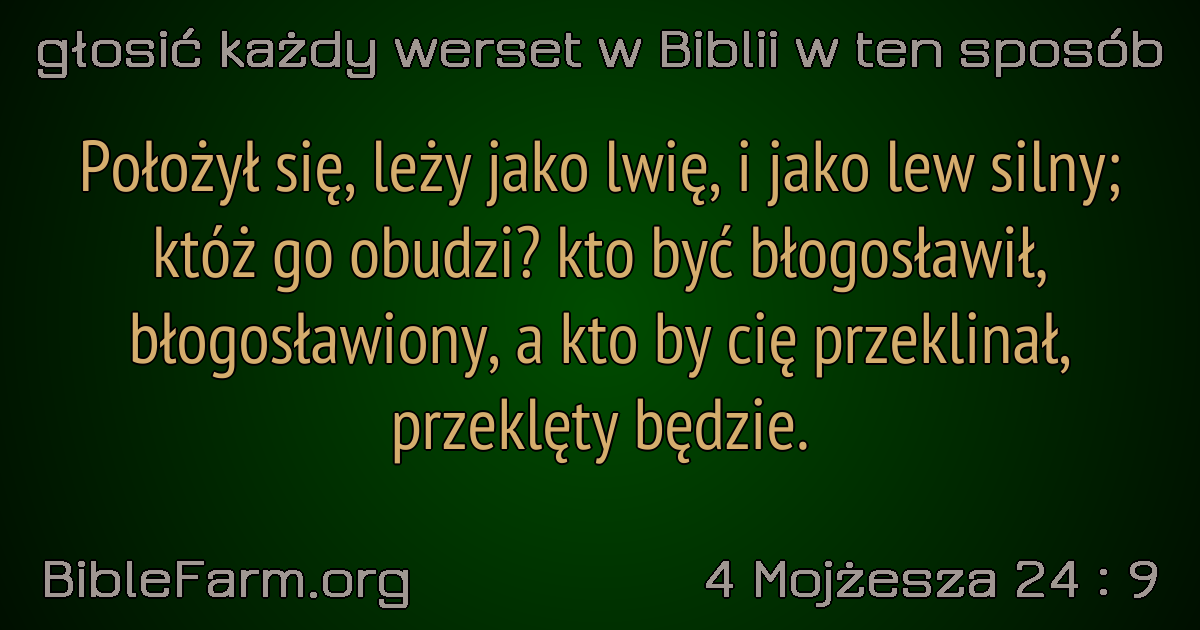 głosić każdy werset w Biblii w ten sposób
Położył się, leży jako lwię, i jako lew silny;
któż go obudzi? kto być błogosławił,
błogosławiony, a kto by cię przeklinał,
przeklęty będzie.
BibleFarm.org
4 Mojżesza 24 : 9